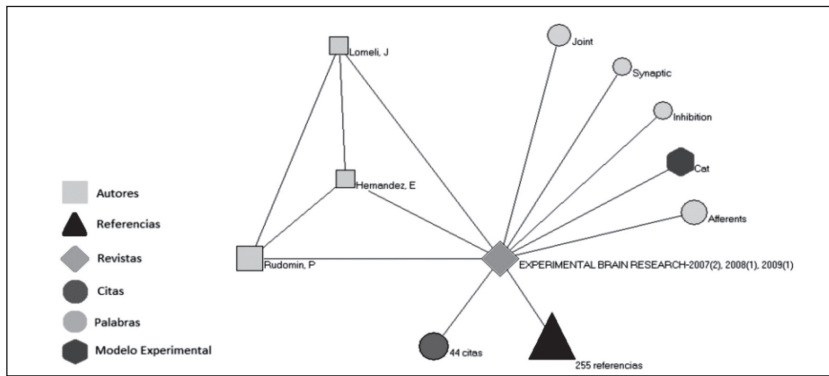 Lomeli, J
Hernandez, E
Rudomin, P
Joint
Synaptic
Inhibition
Cat
Afferents
EXPERIMENTAL BRAIN RESEARCH-2007(2), 2008(1), 2009(1)
44 citas
255 referencias
Autores
Referencias
Revistas
Citas
Palabras
Modelo Experimental